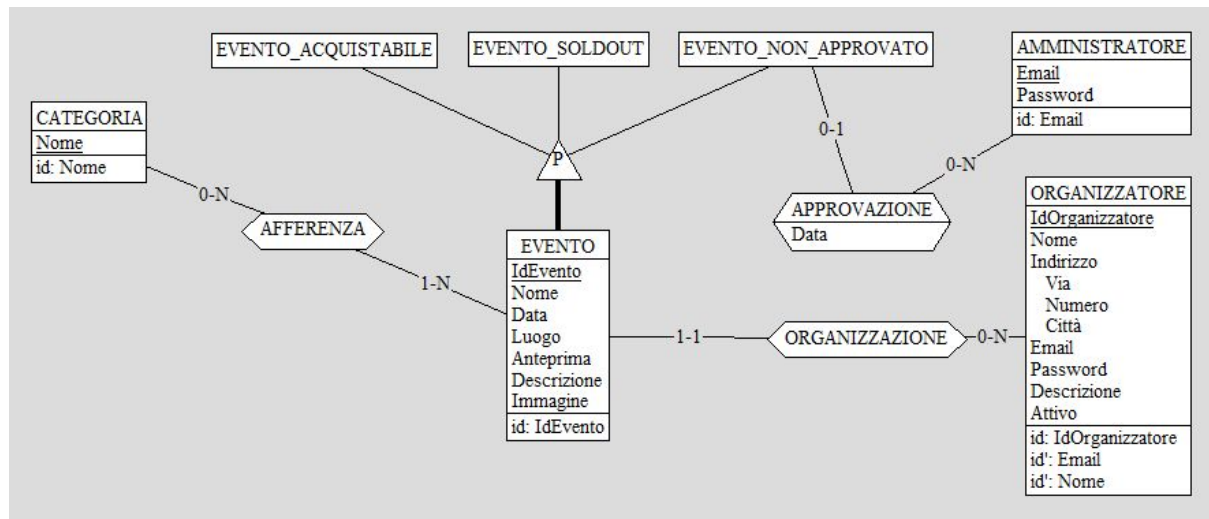 EVENTO_ACQUISTABILE
EVENTO_SOLDOUT
EVENTO_NON_APPROVATO
AMMINISTRATORE
Email
Password
id: Email
CATEGORIA
Nome
id: Nome
P
0-1
0-N
0-N
AFFERENZA
1-N
APPROVAZIONE
Data
EVENTO
IdEvento
Nome
Data
Luogo
Anteprima
Descrizione
Immagine
id: IdEvento
1-1
ORGANIZZAZIONE
0-N
ORGANIZZATORE
IdOrganizzatore
Nome
Indirizzo
Via
Numero
Città
Email
Password
Descrizione
Attivo
id: IdOrganizzatore
id': Email
id': Nome